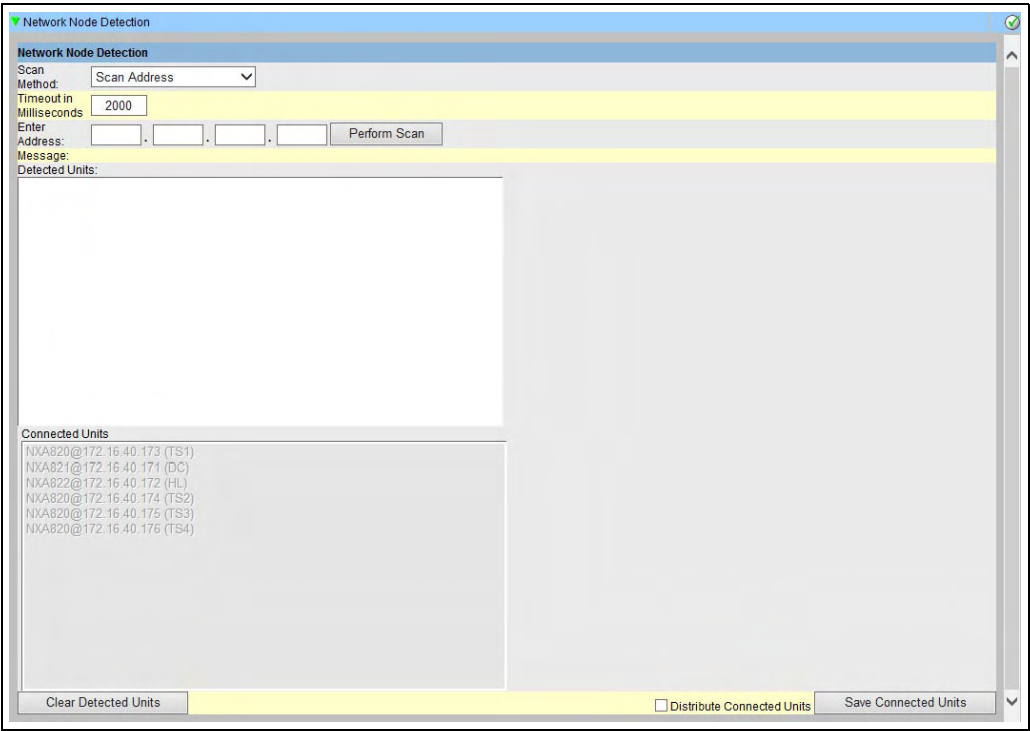 Network Node Detection
Network Node Detection
Scan
Method:
Scan Address
Timeout in
Milliseconds
2000
Enter
Address:
. . .
Perform Scan
Message:
Detected Units:
Connected Units
NXA820@172.16.40.173 (TS1)
NXA821@172.16.40.171 (DC)
NXA822@172.16.40.172 (HL)
NXA820@172.16.40.174 (TS2)
NXA820@172.16.40.175 (TS3)
NXA820@172.16.40.176 (TS4)
Clear Detected Units
Distribute Connected Units
Save Connected Units